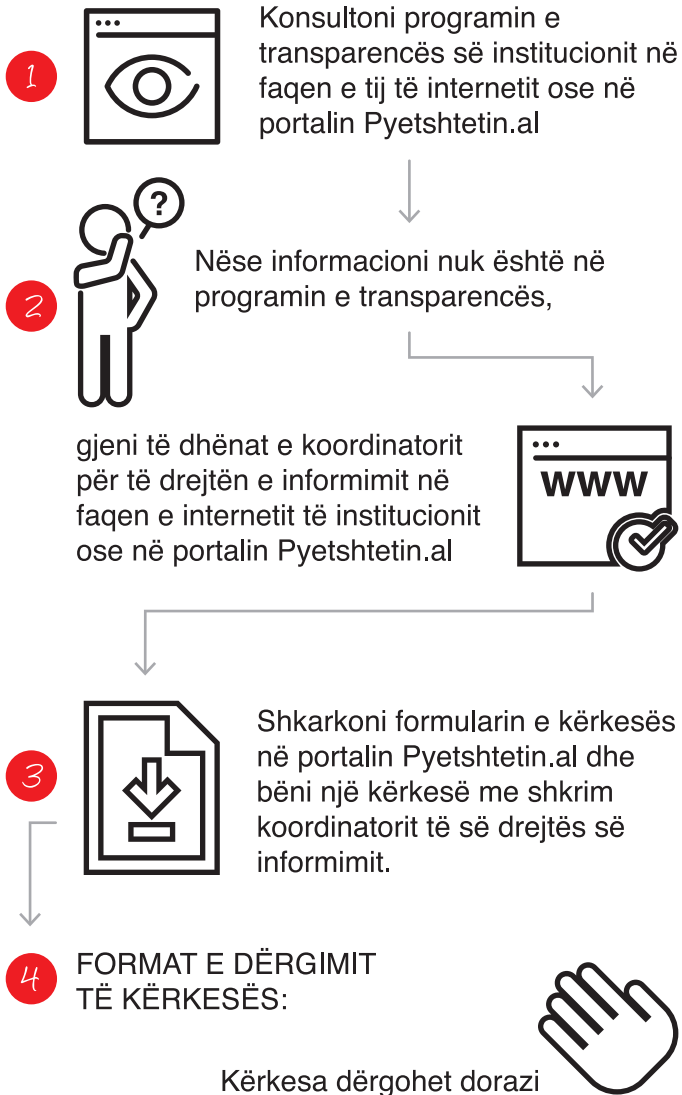 1
Konsultoni programin e
transparencës së institucionit në
faqen e tij të internetit ose në
portalin Pyetshtetin.al
?
2
Nëse informacioni nuk është në
programin e transparencës,
gjeni të dhënat e koordinatorit
për të drejtën e informimit në
faqen e internetit të institucionit
ose në portalin Pyetshtetin.al
www
3
Shkarkoni formularin e kërkesës
në portalin Pyetshtetin.al dhe
bëni një kërkesë me shkrim
koordinatorit të së drejtës së
informimit.
4
FORMAT E DËRGIMIT
TË KËRKESËS:
Kërkesa dërgohet dorazi